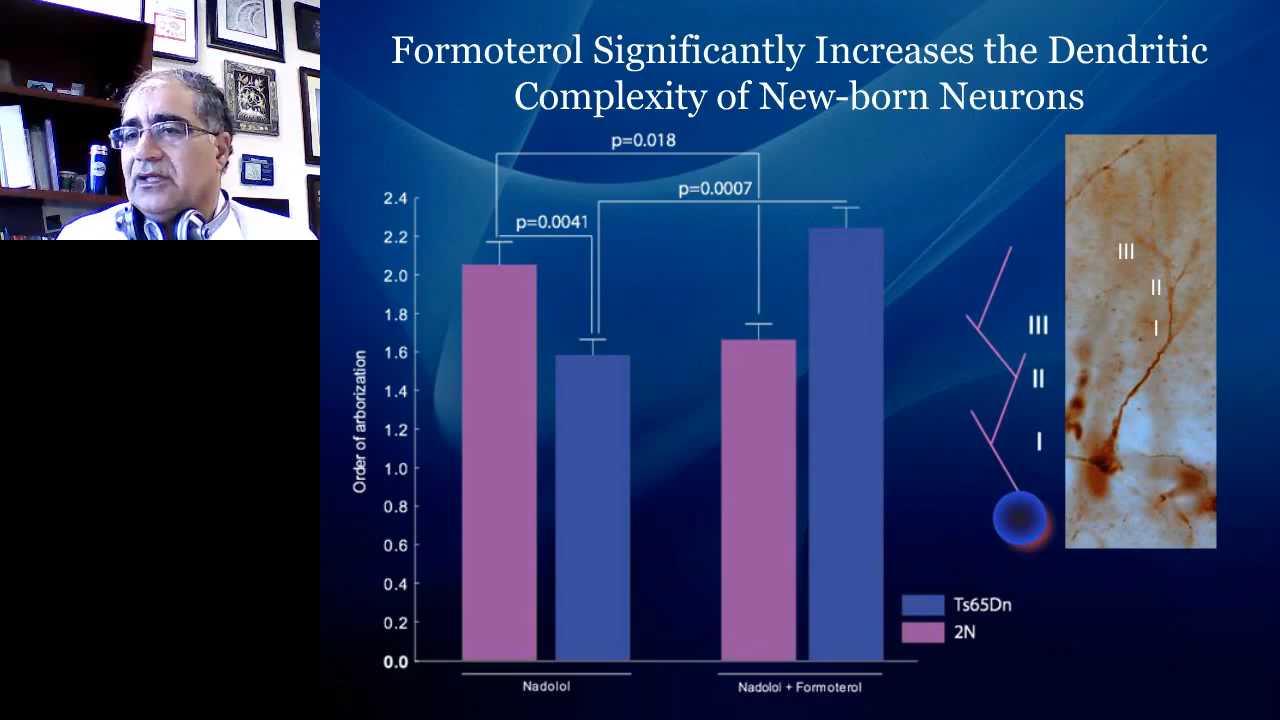 Formoterol Significantly Increases the Dendritic
Complexity of New-born Neurons
p=0.018
p=0.0007
p=0.0041
2.4
2.2
2.0
1.8
1.6
1.4
1.2
1.0
0.8
0.6
0.4
0.2
0.0
Order of arborization
Nadolol
Nadolol + Formoterol
III
II
I
III
II
I
Ts65Dn
2N